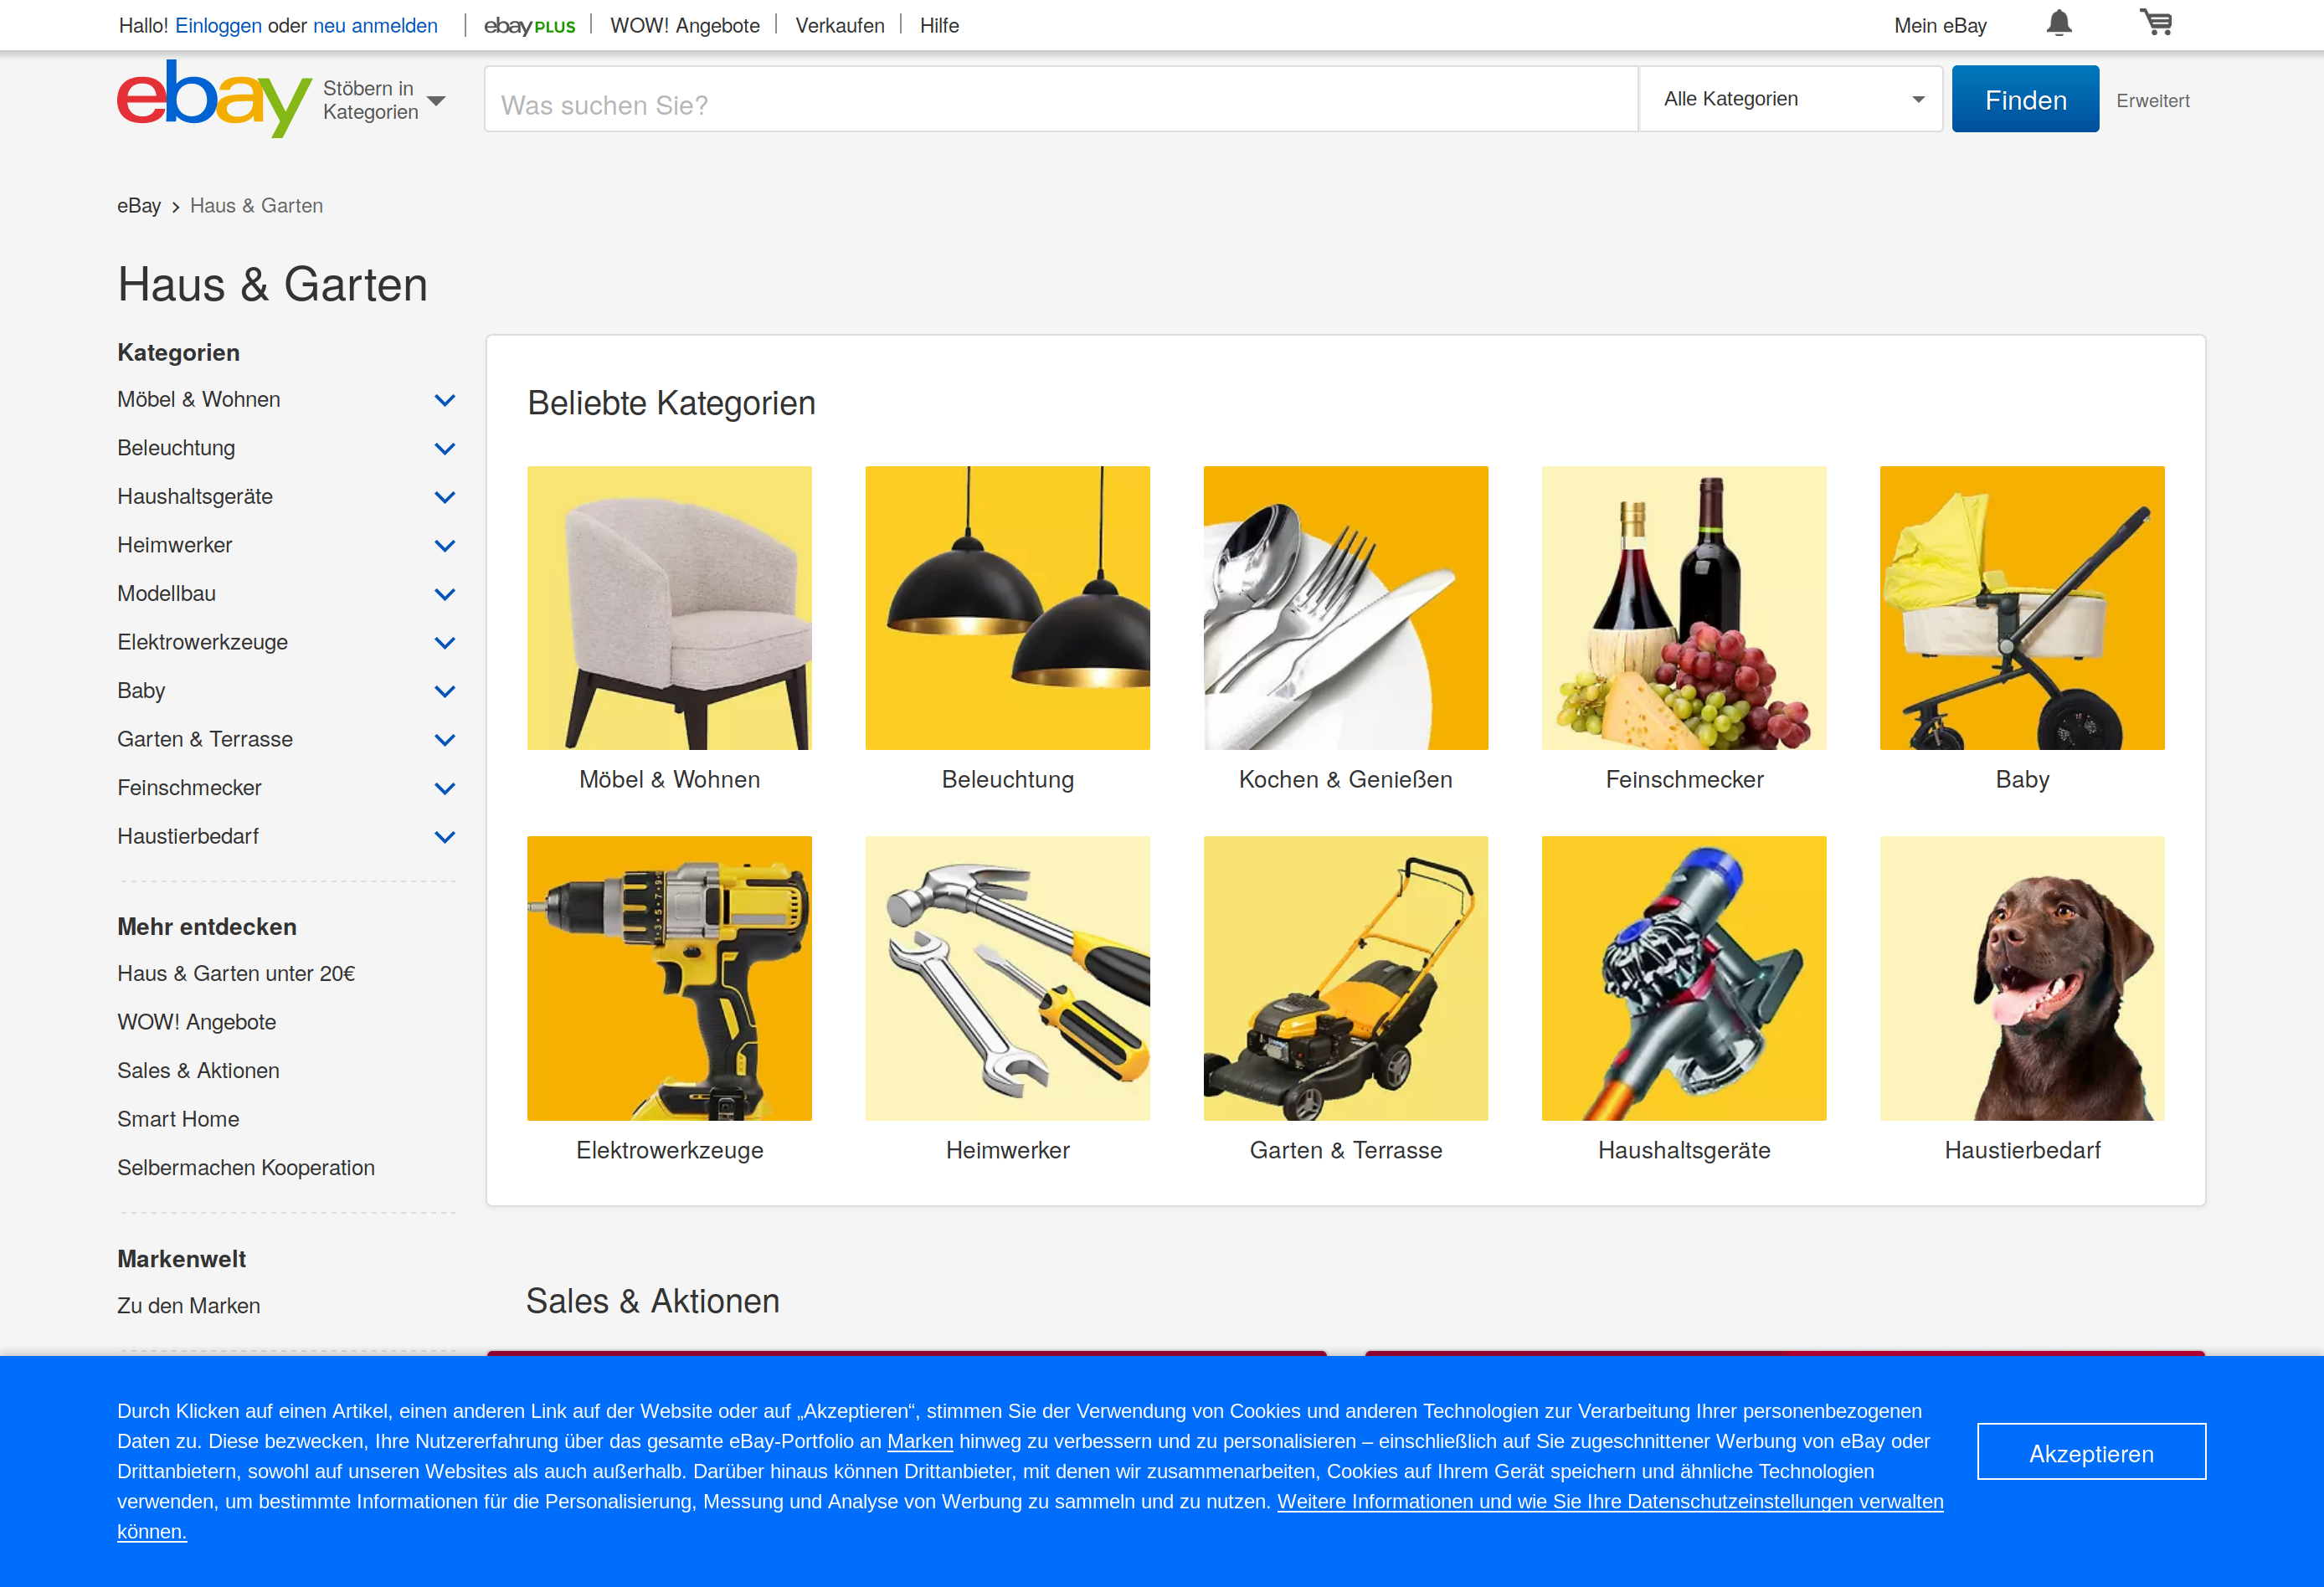 Hallo! Einloggen oder neu anmelden
ebay PLUS
WOW! Angebote
Verkaufen
Hilfe
Mein eBay
ebay
Stöbern in
Kategorien
Was suchen Sie?
Alle Kategorien
Finden
Erweitert
eBay
Haus & Garten
Haus & Garten
Kategorien
Möbel & Wohnen
Beleuchtung
Haushaltsgeräte
Heimwerker
Modellbau
Elektrowerkzeuge
Baby
Garten & Terrasse
Feinschmecker
Haustierbedarf
Mehr entdecken
Haus & Garten unter 20€
WOW! Angebote
Sales & Aktionen
Smart Home
Selbermachen Kooperation
Markenwelt
Zu den Marken
Beliebte Kategorien
Möbel & Wohnen
Beleuchtung
Kochen & Genießen
Feinschmecker
Baby
Elektrowerkzeuge
Heimwerker
Garten & Terrasse
Haushaltsgeräte
Haustierbedarf
Sales & Aktionen
Durch Klicken auf einen Artikel, einen anderen Link auf der Website oder auf „Akzeptieren“, stimmen Sie der Verwendung von Cookies und anderen Technologien zur Verarbeitung Ihrer personenbezogenen
Daten zu. Diese bezwecken, Ihre Nutzererfahrung über das gesamte eBay-Portfolio an Marken hinweg zu verbessern und zu personalisieren – einschließlich auf Sie zugeschnittener Werbung von eBay oder
Drittanbietern, sowohl auf unseren Websites als auch außerhalb. Darüber hinaus können Drittanbieter, mit denen wir zusammenarbeiten, Cookies auf Ihrem Gerät speichern und ähnliche Technologien
verwenden, um bestimmte Informationen für die Personalisierung, Messung und Analyse von Werbung zu sammeln und zu nutzen. Weitere Informationen und wie Sie Ihre Datenschutzeinstellungen verwalten
können.
Akzeptieren